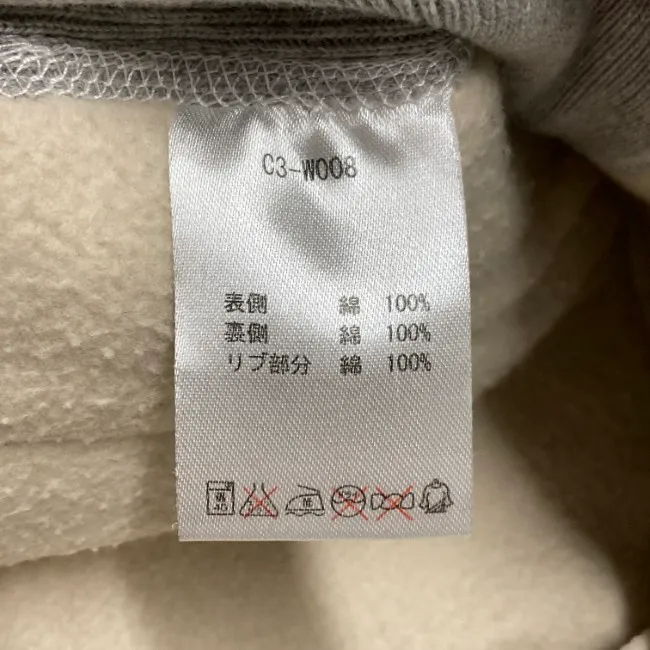 C3-W008
表側 綿 100%
裏側 綿 100%
リブ部分 綿 100%